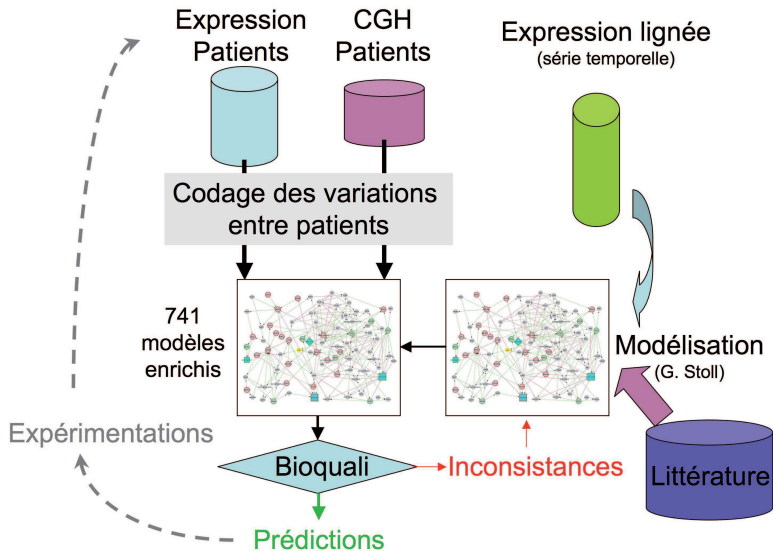 Expression
Patients
CGH
Patients
Expression lignée
(série temporelle)
Codage des variations
entre patients
741
modèles
enrichis
Modélisation
(G. Stoll)
Expérimentations
Bioquali
Inconsistances
Littérature
Prédictions